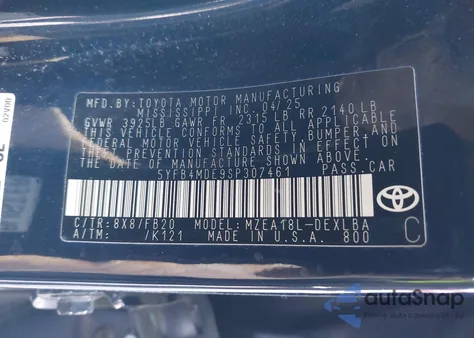 MFD.BY: TOYOTA MOTOR MANUFACTURING
MISSISSIPPI INC. 04/25
GVWR 3925LB GAWR FR 2315 LB RR 2140 LB
THIS VEHICLE CONFORMS TO ALL APPLICABLE
FEDERAL MOTOR VEHICLE SAFETY, BUMPER, AND
THEFT PREVENTION STANDARDS IN EFFECT ON
THE DATE OF MANUFACTURE SHOWN ABOVE.
5YFB4MDE9SP307461 PASS.CAR
C/TR: 8X8/FB20 MODEL: MZEA18L-DEXLBA
A/TM: /K121 MADE IN U.S.A. 800
TOYOTA
C
autoSnap